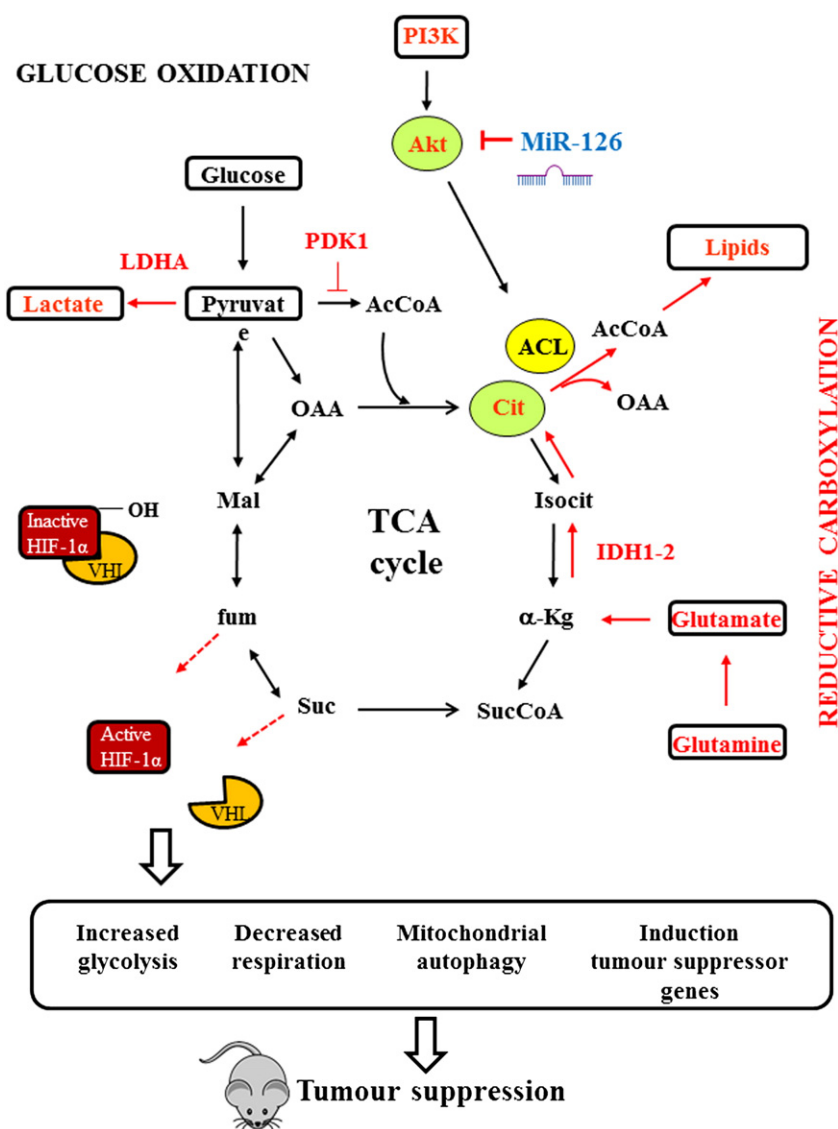 PI3K
GLUCOSE OXIDATION
Akt
MiR-126
Glucose
PDK1
LDHA
Lipids
Lactate
Pyruvat
e
AcCoA
AcCoA
ACL
OAA
Cit
OAA
Mal
TCA
cycle
Isocit
OH
Inactive
HIF-1α
VHL
IDH1-2
fum
α-Kg
Glutamate
REDUCTIVE CARBOXYLATION
Suc
SucCoA
Active
HIF-1α
Glutamine
VHL
Increased
glycolysis
Decreased
respiration
Mitochondrial
autophagy
Induction
tumour suppressor
genes
Tumour suppression